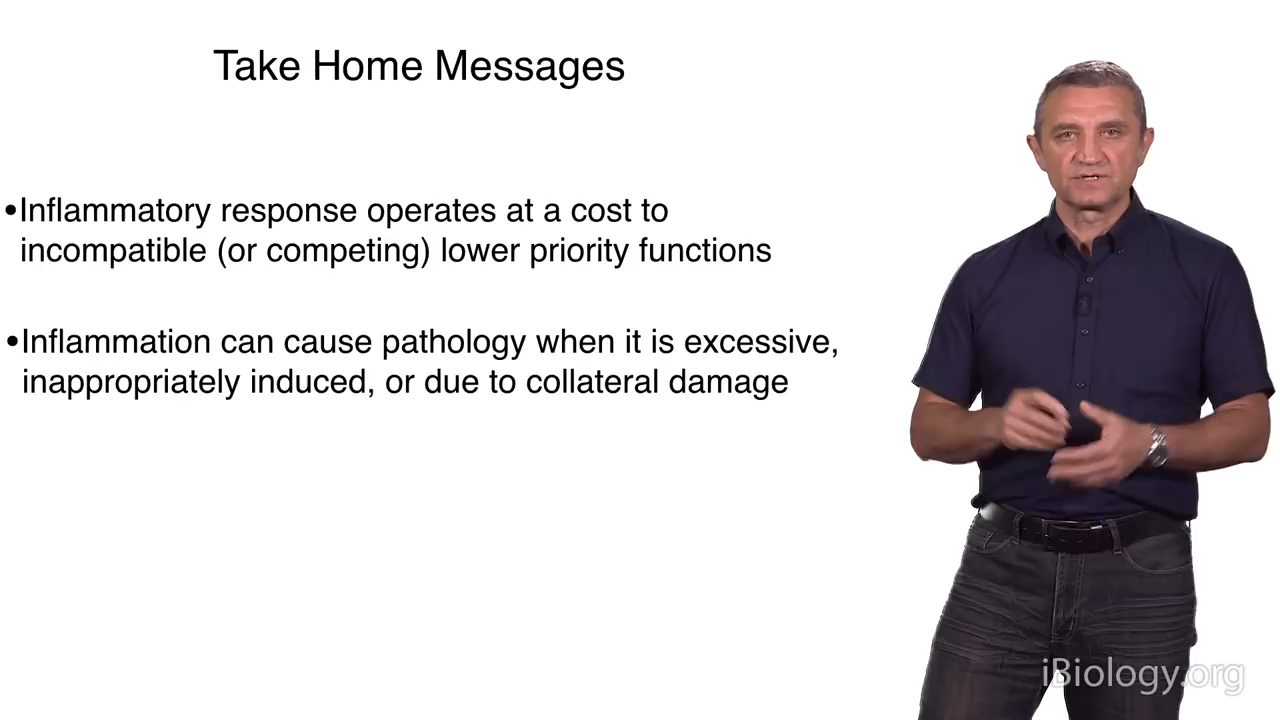 Take Home Messages
•Inflammatory response operates at a cost to
incompatible (or competing) lower priority functions
•Inflammation can cause pathology when it is excessive,
inappropriately induced, or due to collateral damage
iBiology.org